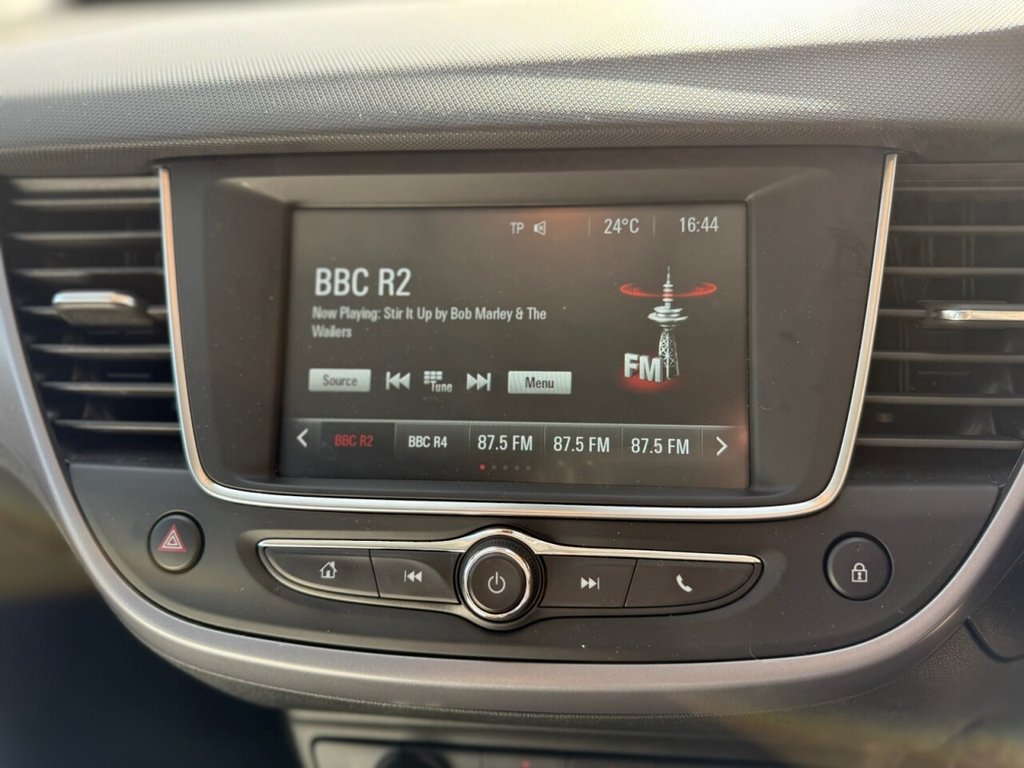 TP 24°C 16:44
BBC R2
Now Playing: Stir It Up by Bob Marley & The
Wailers
FM
Source Tune Menu
BBC R2 BBC R4 87.5 FM 87.5 FM 87.5 FM